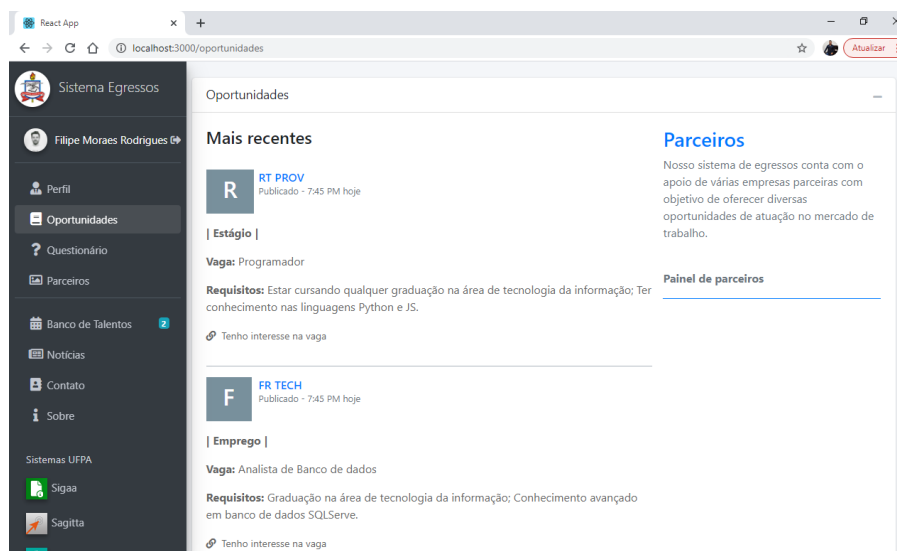 React App
localhost:3000/oportunidades
Atualizar
Sistema Egressos
Filipe Moraes Rodrigues
Perfil
Oportunidades
Questionário
Parceiros
Banco de Talentos 2
Notícias
Contato
Sobre
Sistemas UFPA
Sigaa
Sagitta
Oportunidades
Mais recentes
R
RT PROV
Publicado - 7:45 PM hoje
| Estágio |
Vaga: Programador
Requisitos: Estar cursando qualquer graduação na área de tecnologia da informação; Ter
conhecimento nas linguagens Python e JS.
Tenho interesse na vaga
F
FR TECH
Publicado - 7:45 PM hoje
| Emprego |
Vaga: Analista de Banco de dados
Requisitos: Graduação na área de tecnologia da informação; Conhecimento avançado
em banco de dados SQLServe.
Tenho interesse na vaga
Parceiros
Nosso sistema de egressos conta com o
apoio de várias empresas parceiras com
objetivo de oferecer diversas
oportunidades de atuação no mercado de
trabalho.
Painel de parceiros